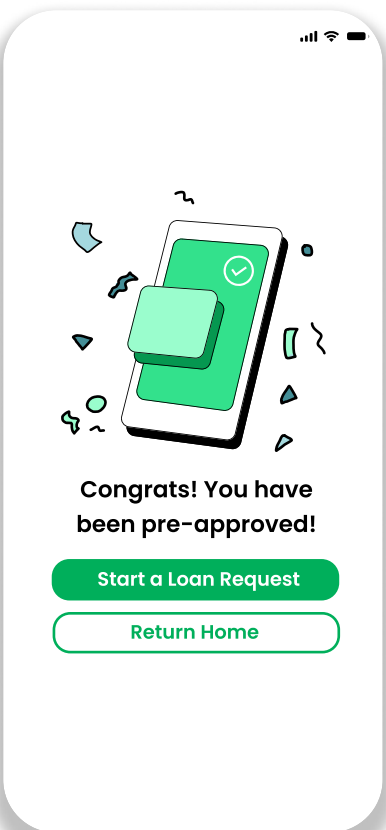 Congrats! You have
been pre-approved!
Start a Loan Request
Return Home